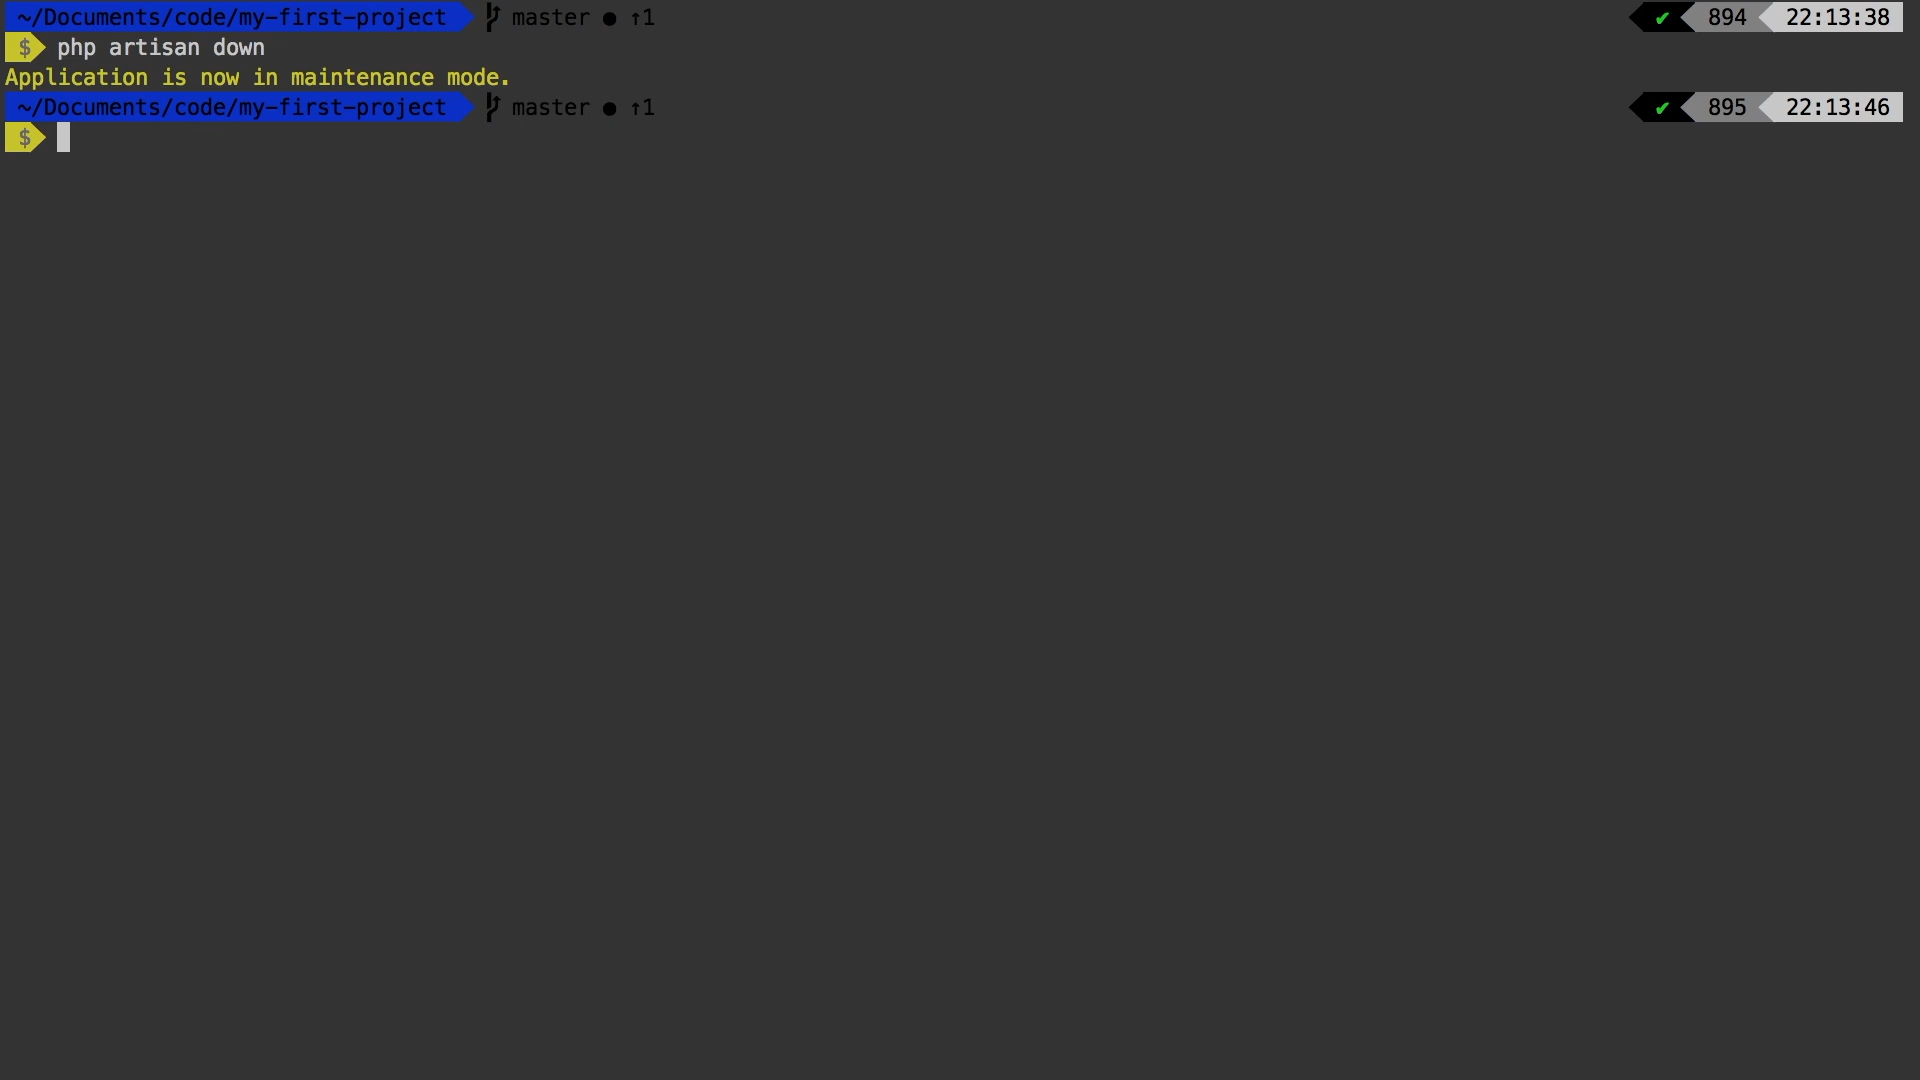 ~/Documents/code/my-first-project master ● ↑1 ✔ 894 22:13:38
$ php artisan down
Application is now in maintenance mode.
~/Documents/code/my-first-project master ● ↑1 ✔ 895 22:13:46
$